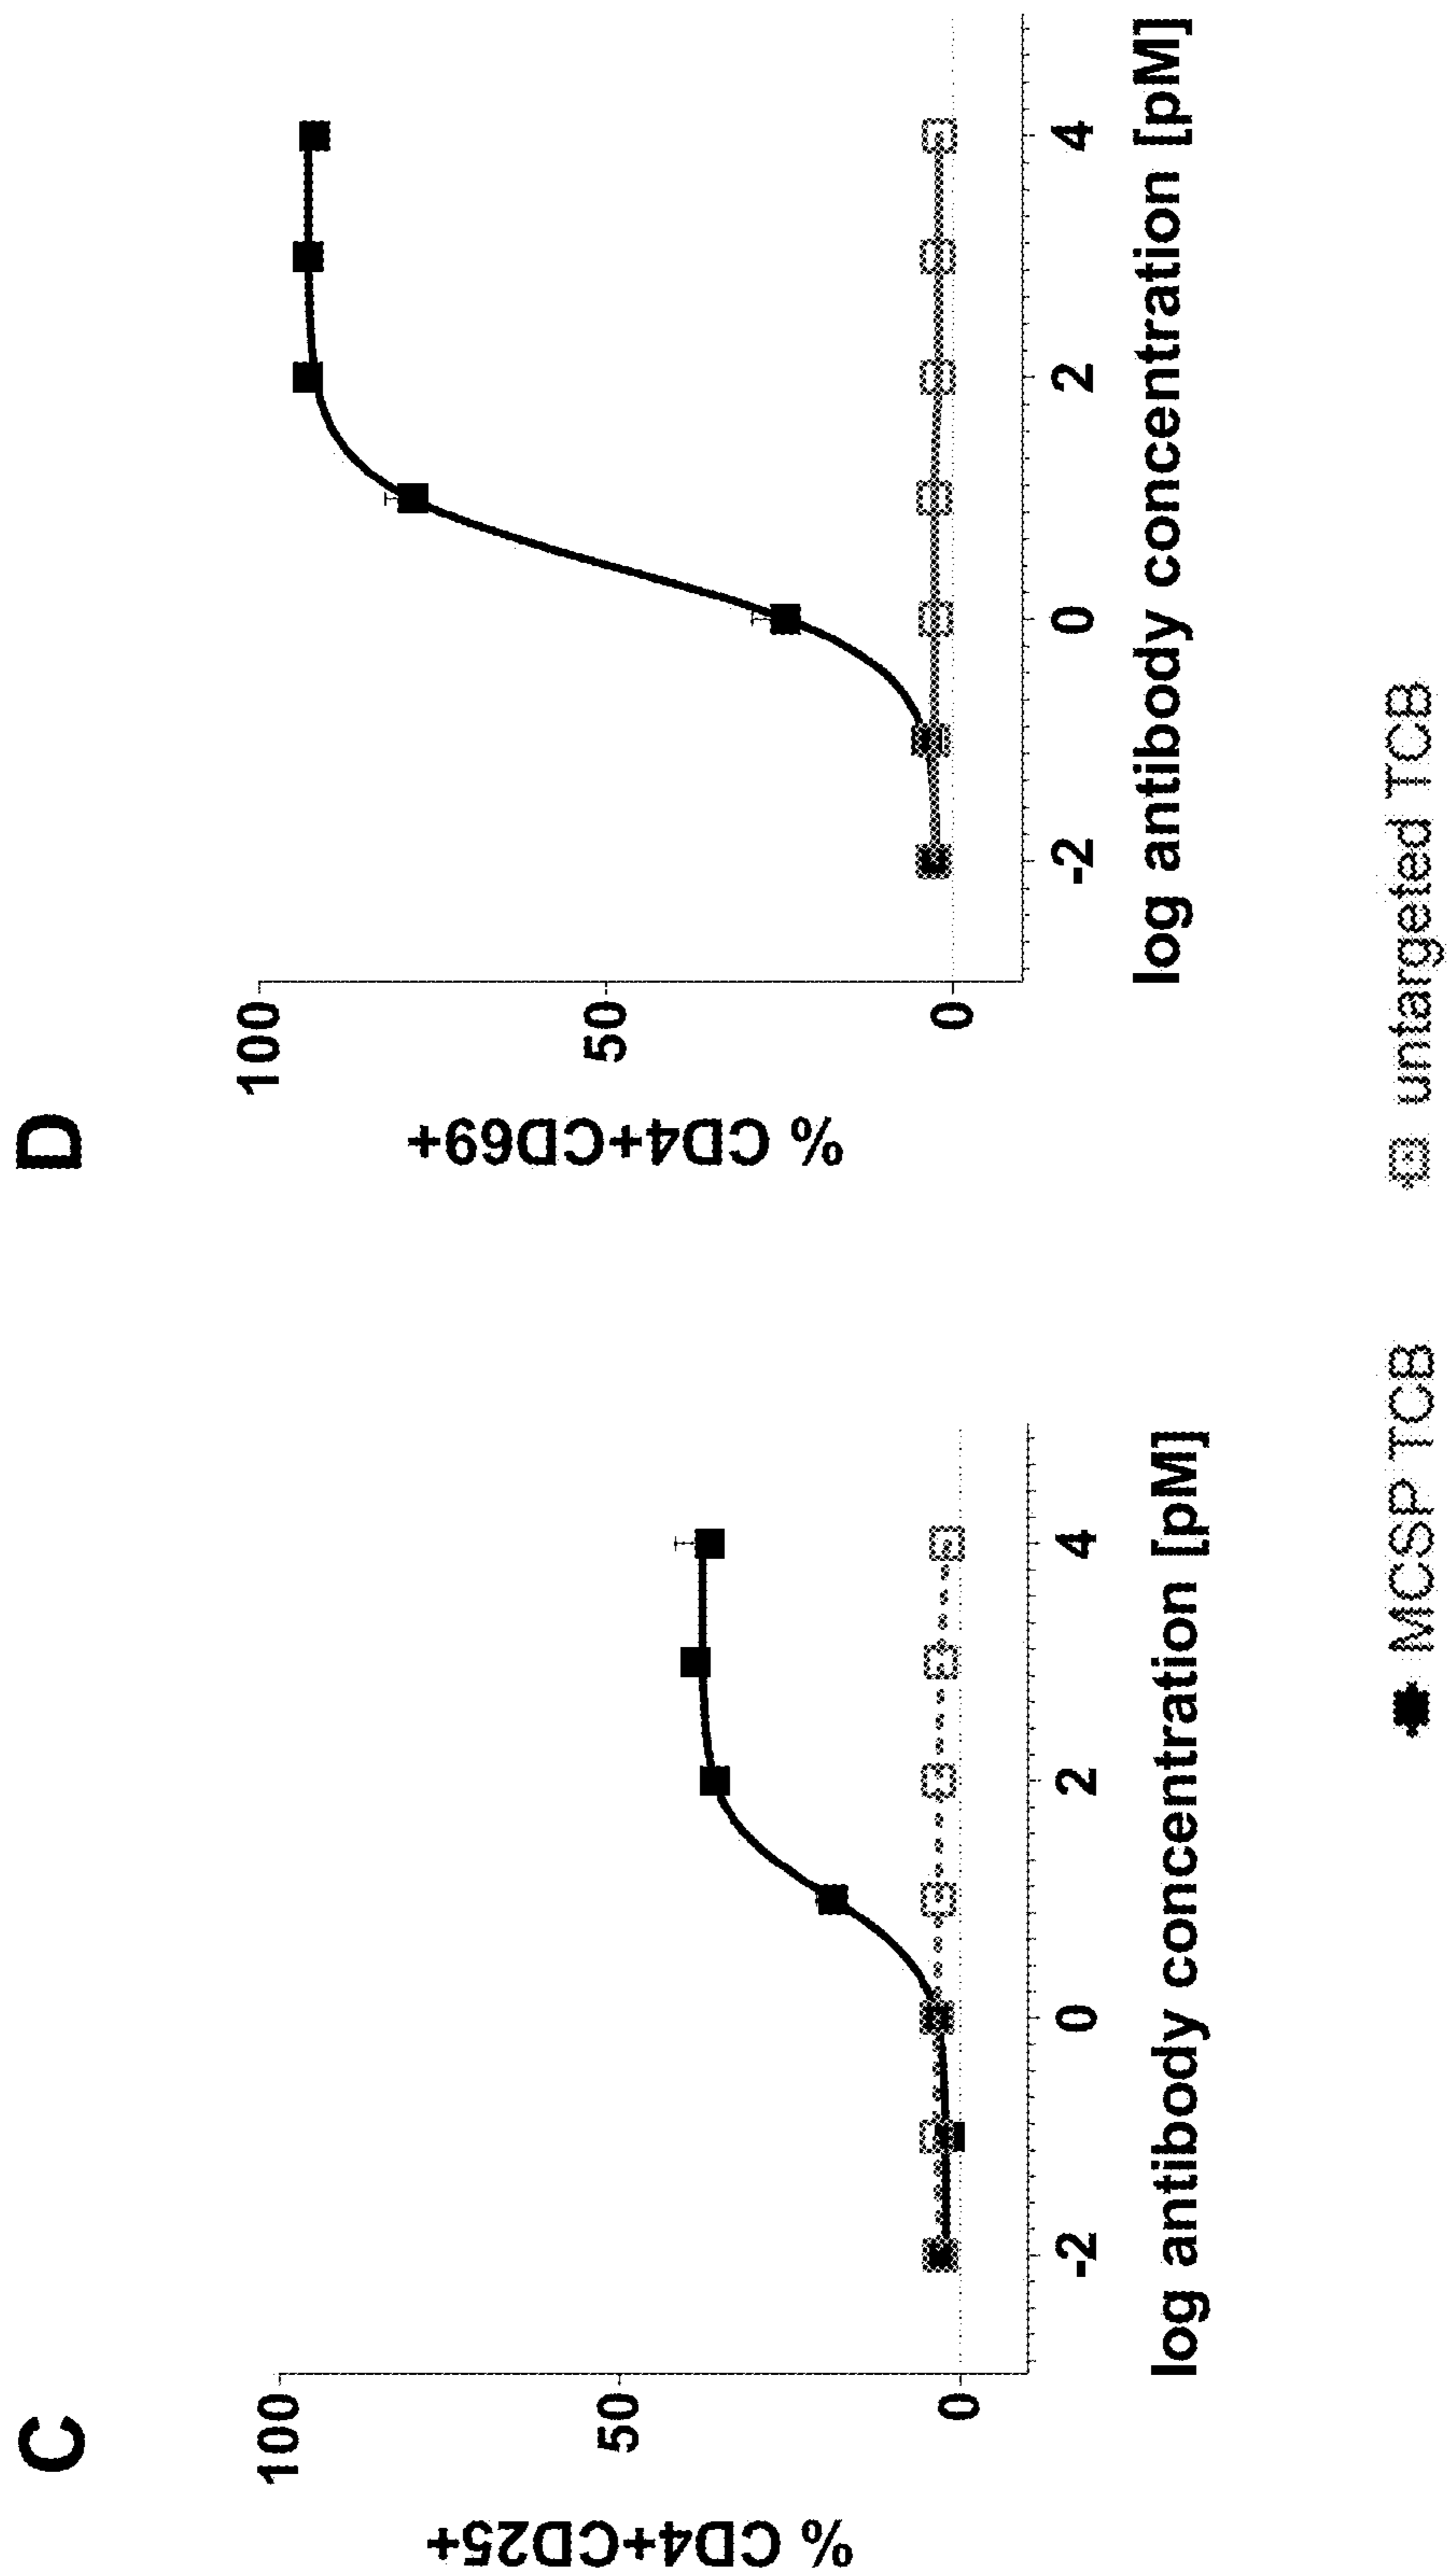 C
% CD4+CD25+
100
50
0
-2 0 2 4
log antibody concentration [pM]
D
% CD4+CD69+
100
50
0
-2 0 2 4
log antibody concentration [pM]
MCSP TCB
untargeted TCB